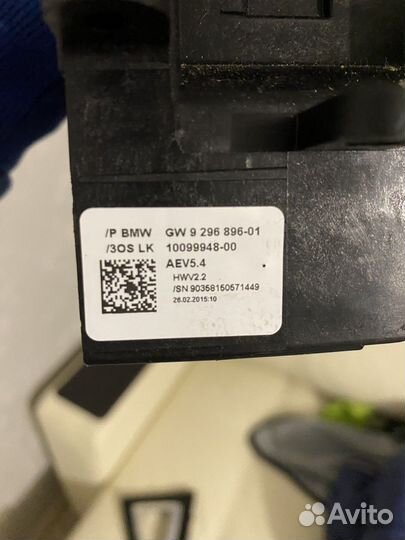 /P BMW GW 9 296 896-01
/3OS LK 10099948-00
AEV5.4
HWV2.2
/SN 90358150571449
26.02.2015:10
Avito